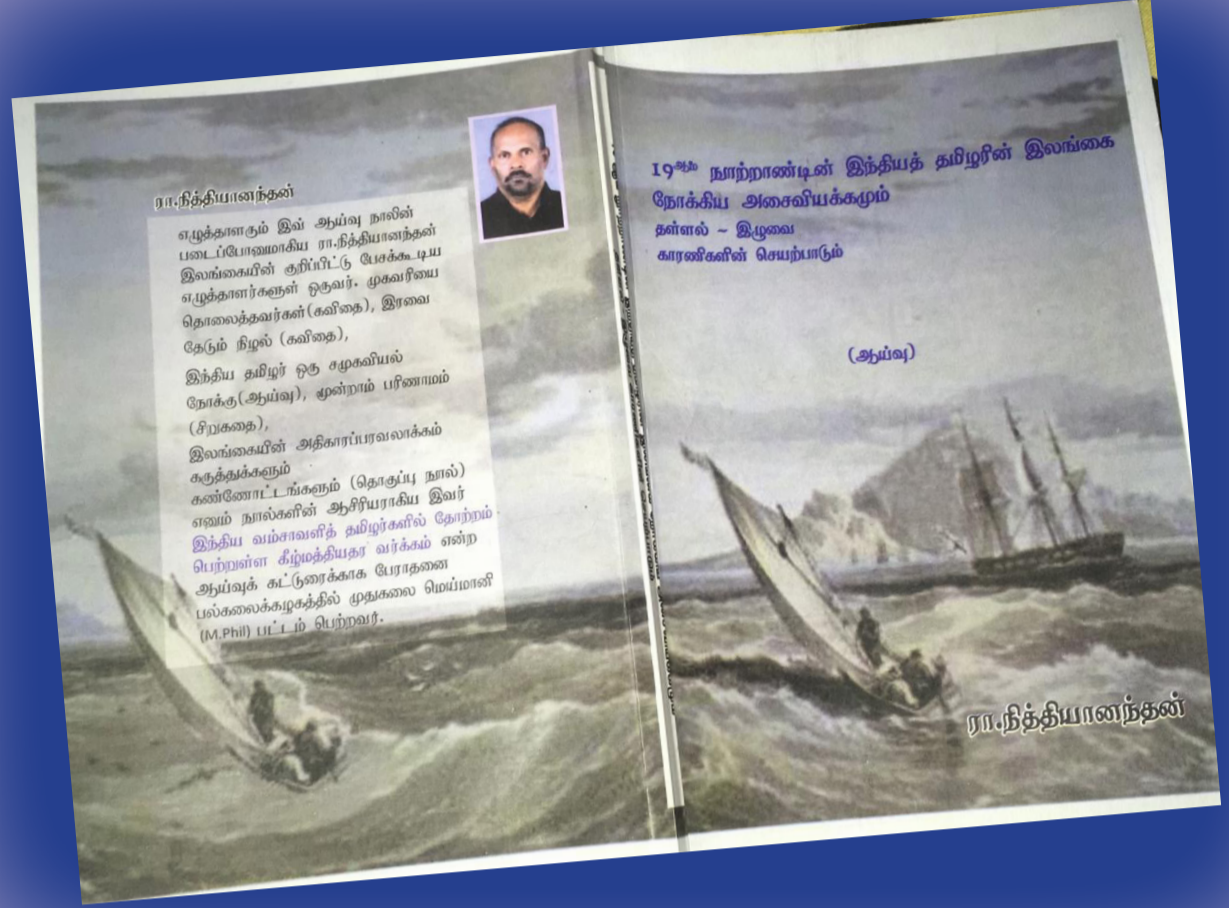 ரா.நித்தியானந்தன்
எழுத்தாளரும் இவ் ஆய்வு நூலின்
படைப்போனுமாகிய ரா.நித்தியானந்தன்
இலங்கையின் குறிப்பிட்டு பேசக்கூடிய
எழுத்தாளர்களுள் ஒருவர். முகவரியை
தொலைத்தவர்கள்(கவிதை), இரவை
தேடும் நிழல் (கவிதை),
இந்திய தமிழர் ஒரு சமுகவியல்
நோக்கு(ஆய்வு), மூன்றாம் பரிணாமம்
(சிறுகதை),
இலங்கையின் அதிகாரப்பரவலாக்கம்
கருத்துக்களும்
கண்ணோட்டங்களும் (தொகுப்பு நூல்)
எனும் நூல்களின் ஆசிரியராகிய இவர்
இந்திய வம்சாவளித் தமிழர்களில் தோற்றம்
பெற்றுள்ள கீழ்மத்தியதர வர்க்கம் என்ற
ஆய்வுக் கட்டுரைக்காக பேராதனை
பல்கலைக்கழகத்தில் முதுகலை மெய்மானி
(M.Phil) பட்டம் பெற்றவர்.
19ஆம் நூற்றாண்டின் இந்தியத் தமிழரின் இலங்கை
நோக்கிய அசைவியக்கமும்
தள்ளல் ~ இழுவை
காரணிகளின் செயற்பாடும்
(ஆய்வு)
ரா.நித்தியானந்தன்